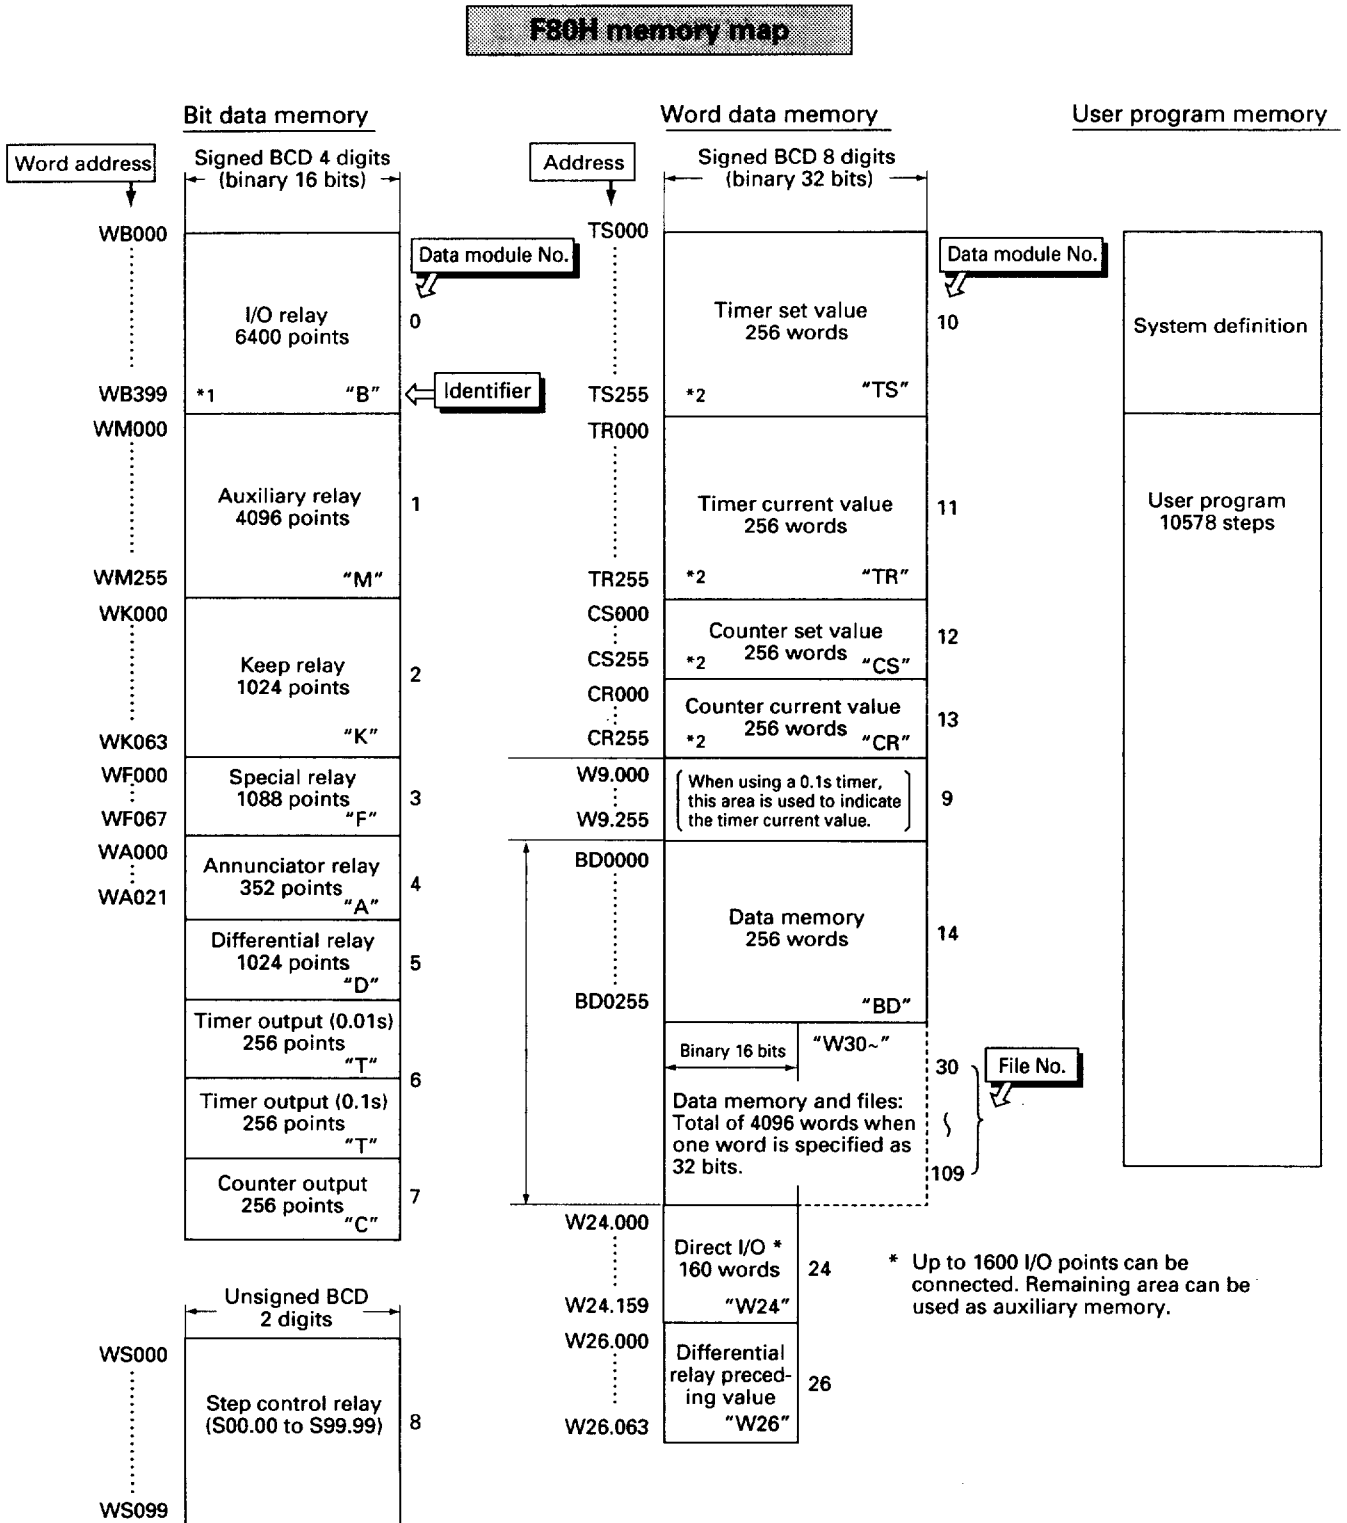 F80H memory map
Bit data memory
Word address
Signed BCD 4 digits
(binary 16 bits)
WB000
WB399
Data module No.
I/O relay
6400 points
*1
"B"
0
Identifier
WM000
WM255
Auxiliary relay
4096 points
"M"
1
WK000
WK063
Keep relay
1024 points
"K"
2
WF000
WF067
Special relay
1088 points
"F"
3
WA000
WA021
Annunciator relay
352 points
"A"
4
Differential relay
1024 points
"D"
5
Timer output (0.01s)
256 points
"T"
6
Timer output (0.1s)
256 points
"T"
Counter output
256 points
"C"
7
Unsigned BCD
2 digits
WS000
WS099
Step control relay
(S00.00 to S99.99)
8
Word data memory
Address
Signed BCD 8 digits
(binary 32 bits)
TS000
TS255
Data module No.
Timer set value
256 words
*2
"TS"
10
TR000
TR255
Timer current value
256 words
*2
"TR"
11
CS000
CS255
Counter set value
256 words
*2
"CS"
12
CR000
CR255
Counter current value
256 words
*2
"CR"
13
W9.000
W9.255
When using a 0.1s timer,
this area is used to indicate
the timer current value.
9
BD0000
BD0255
Data memory
256 words
"BD"
14
Binary 16 bits
"W30~"
Data memory and files:
Total of 4096 words when
one word is specified as
32 bits.
30
~
109
File No.
W24.000
W24.159
Direct I/O *
160 words
"W24"
24
* Up to 1600 I/O points can be
connected. Remaining area can be
used as auxiliary memory.
W26.000
W26.063
Differential
relay preced-
ing value
"W26"
26
User program memory
System definition
User program
10578 steps